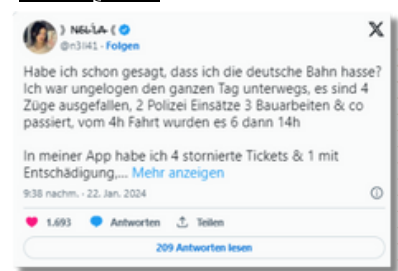 ) NELLA (
@n3li41 · Folgen
Habe ich schon gesagt, dass ich die deutsche Bahn hasse?
Ich war ungelogen den ganzen Tag unterwegs, es sind 4
Züge ausgefallen, 2 Polizei Einsätze 3 Bauarbeiten & co
passiert, vom 4h Fahrt wurden es 6 dann 14h
In meiner App habe ich 4 stornierte Tickets & 1 mit
Entschädigung,... Mehr anzeigen
9:38 nachm. · 22. Jan. 2024
1.693 Antworten Teilen
209 Antworten lesen